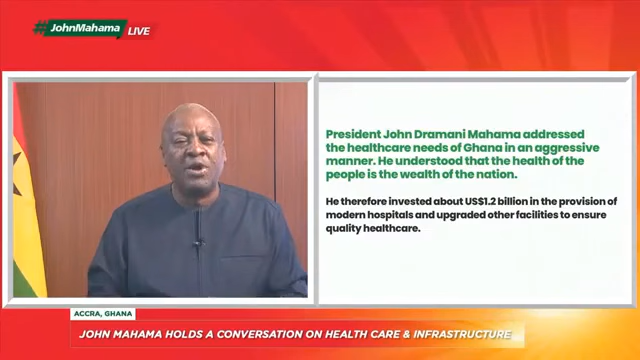 #JohnMahama LIVE
President John Dramani Mahama addressed
the healthcare needs of Ghana in an aggressive
manner. He understood that the health of the
people is the wealth of the nation.
He therefore invested about US$1.2 billion in the provision of
modern hospitals and upgraded other facilities to ensure
quality healthcare.
ACCRA, GHANA
JOHN MAHAMA HOLDS A CONVERSATION ON HEALTH CARE & INFRASTRUCTURE